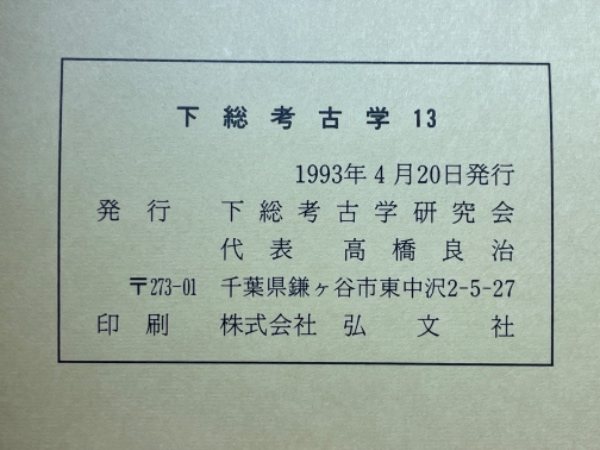 下総考古学 13
1993年4月20日発行
発行 下総考古学研究会
代表 高橋良治
〒273-01 千葉県鎌ヶ谷市東中沢2-5-27
印刷 株式会社 弘文社